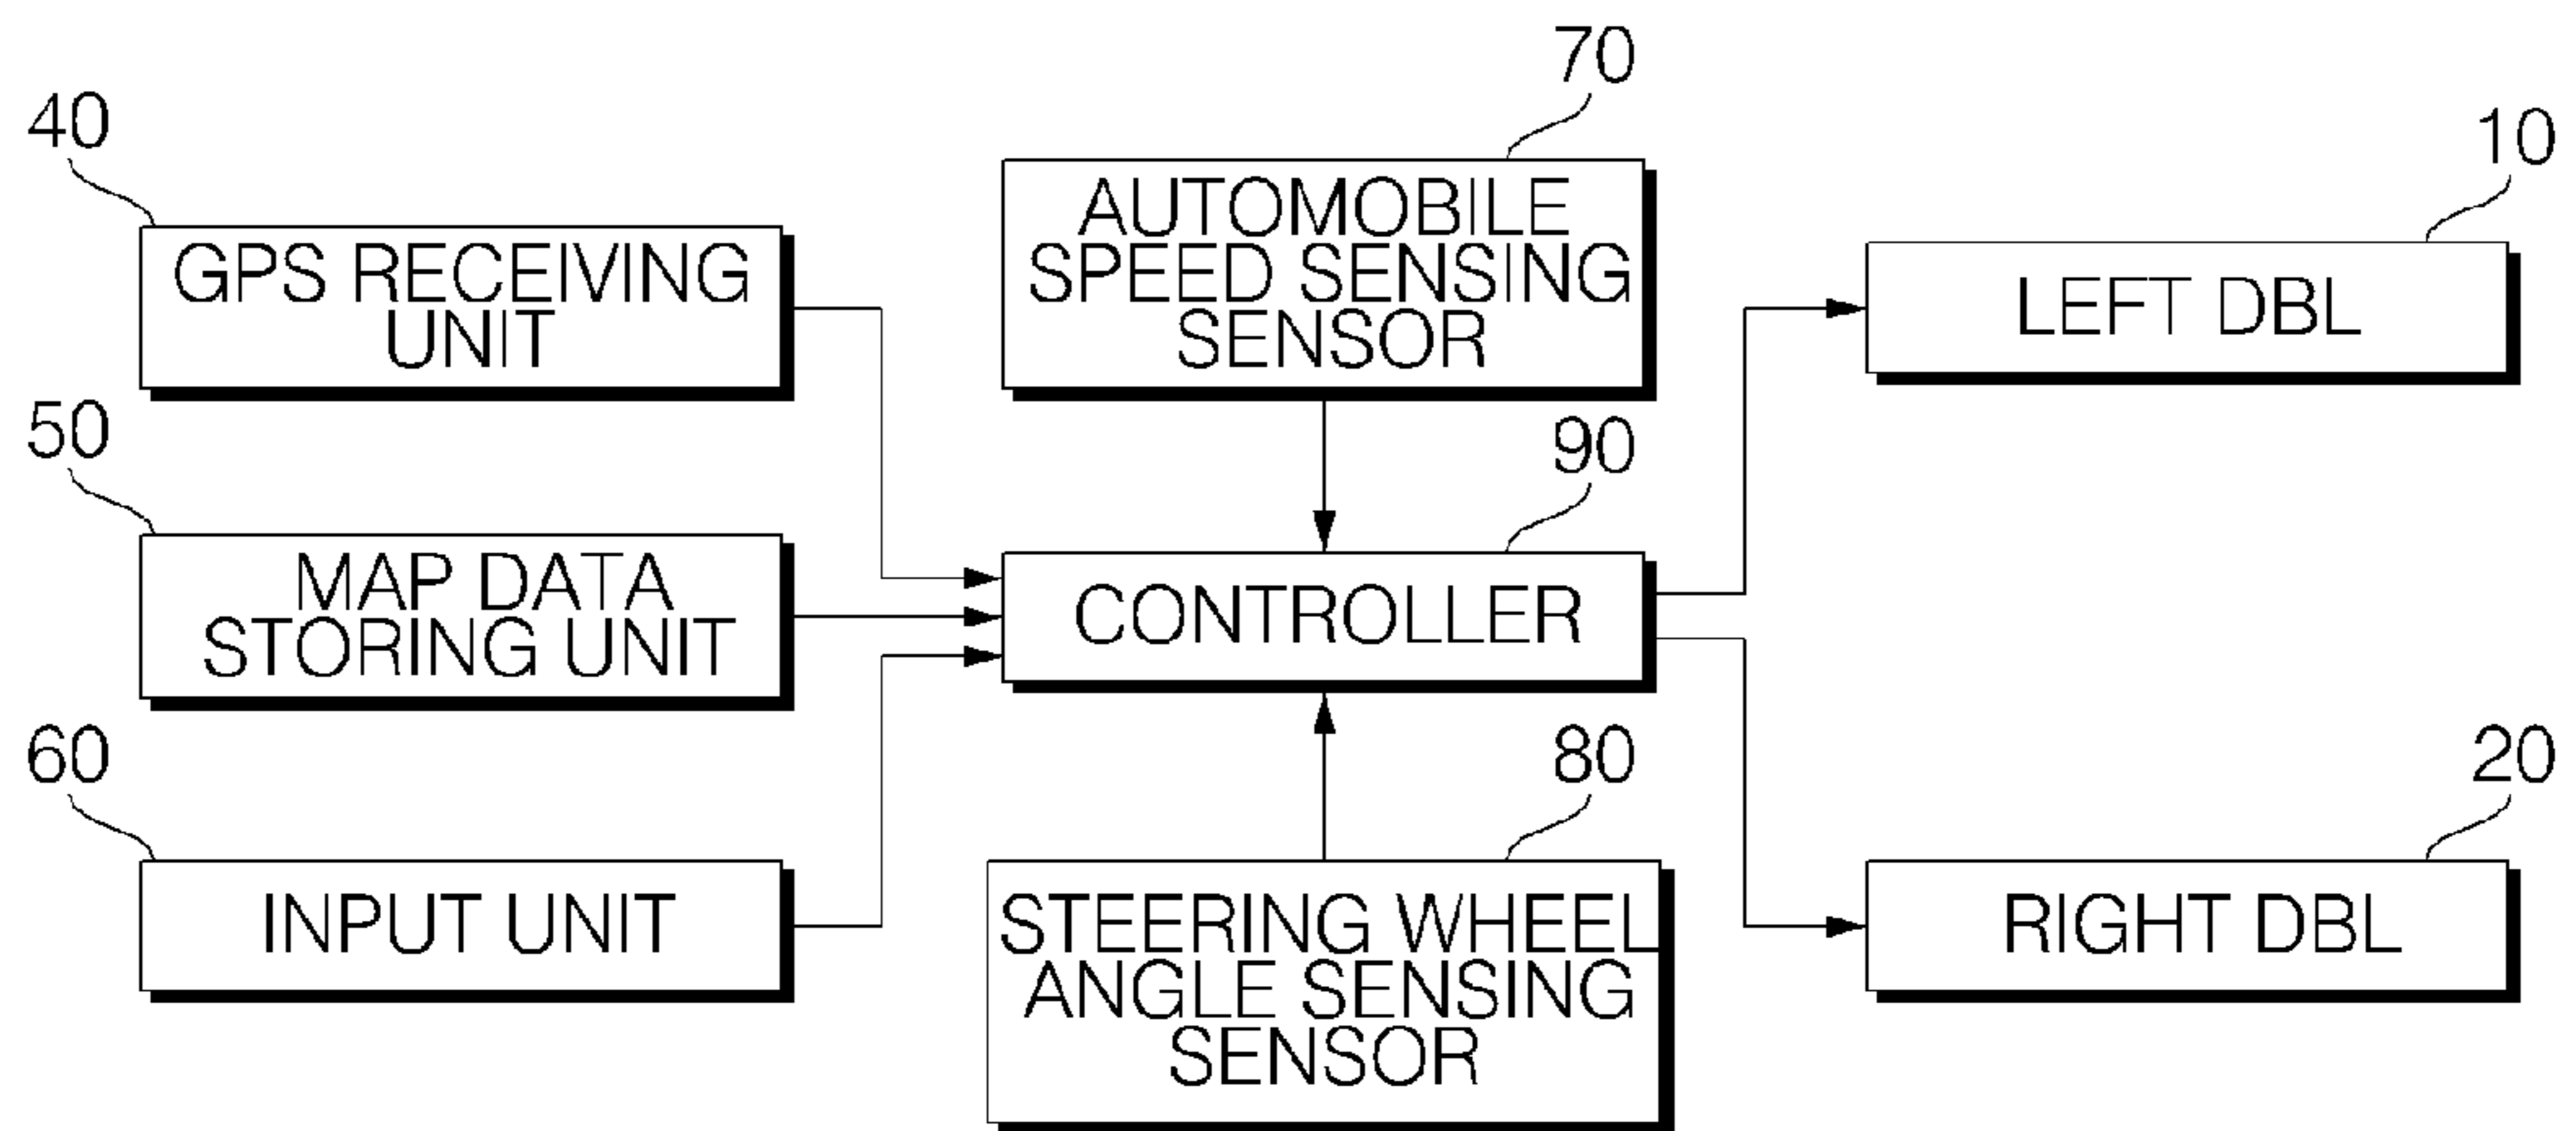 70
40
10
AUTOMOBILE
SPEED SENSING
SENSOR
GPS RECEIVING
UNIT
LEFT DBL
50
90
MAP DATA
STORING UNIT
CONTROLLER
60
80
20
INPUT UNIT
STEERING WHEEL
ANGLE SENSING
SENSOR
RIGHT DBL